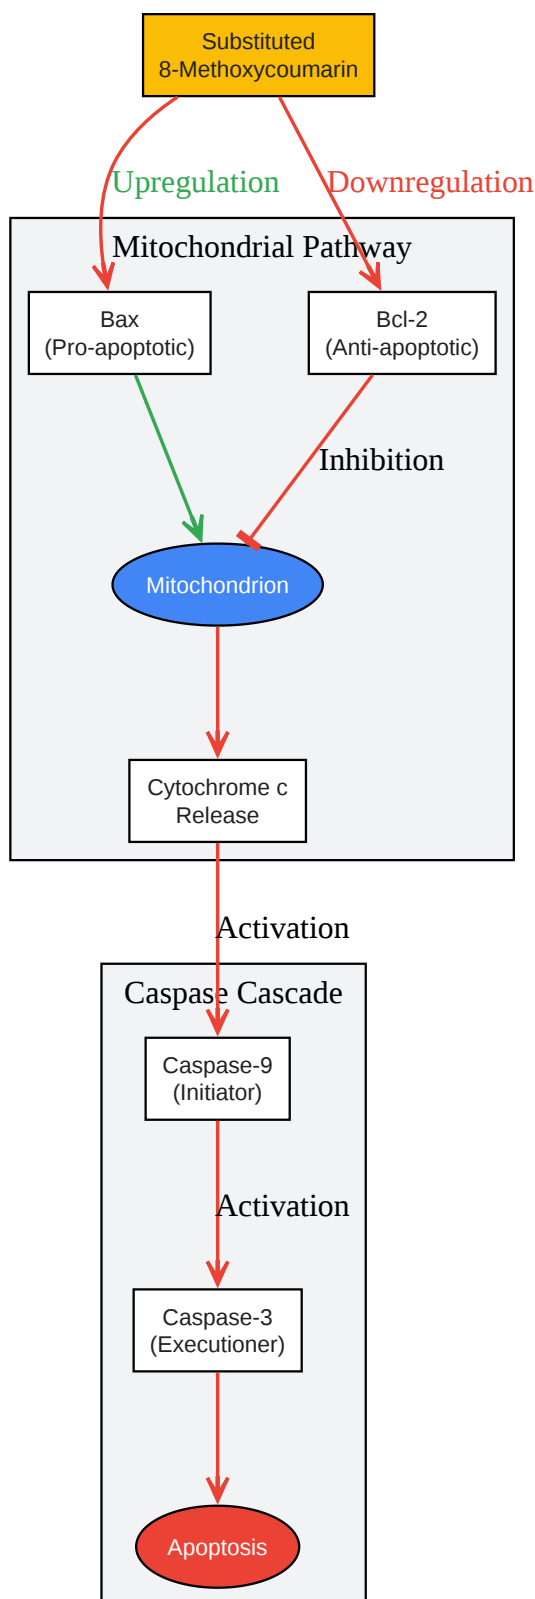 Substituted
8-Methoxycoumarin
Upregulation
Downregulation
Mitochondrial Pathway
Bax
(Pro-apoptotic)
Bcl-2
(Anti-apoptotic)
Inhibition
Mitochondrion
Cytochrome c
Release
Activation
Caspase Cascade
Caspase-9
(Initiator)
Activation
Caspase-3
(Executioner)
Apoptosis